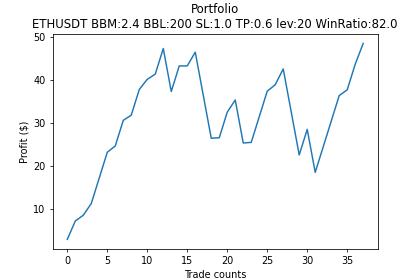 Portfolio
ETHUSDT BBM:2.4 BBL:200 SL:1.0 TP:0.6 lev:20 WinRatio:82.0
50
40
30
20
10
Profit ($)
0 5 10 15 20 25 30 35
Trade counts